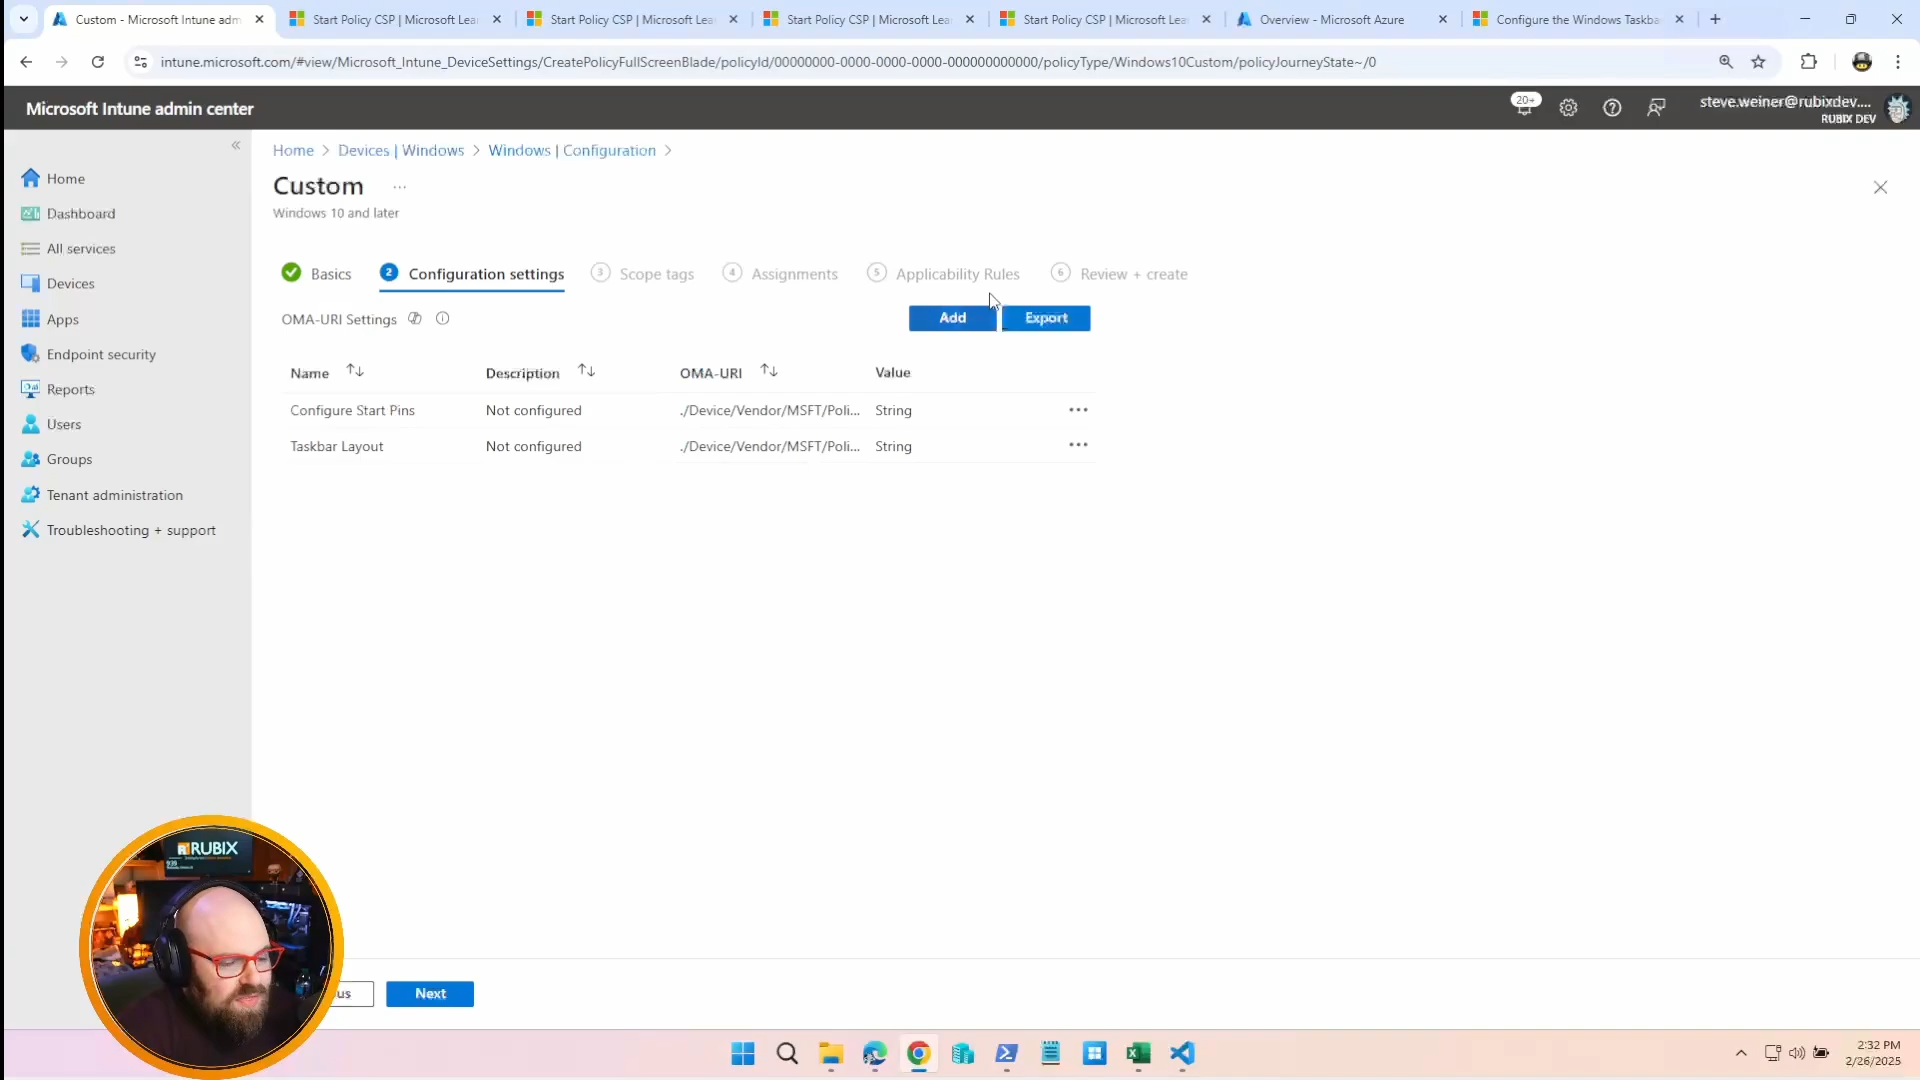 Custom - Microsoft Intune adm
Start Policy CSP | Microsoft Lea
Start Policy CSP | Microsoft Lea
Start Policy CSP | Microsoft Lea
Start Policy CSP | Microsoft Lea
Overview - Microsoft Azure
Configure the Windows Taskba
intune.microsoft.com/#view/Microsoft_Intune_DeviceSettings/CreatePolicyFullScreenBlade/policyId/00000000-0000-0000-0000-000000000000/policyType/Windows10Custom/policyJourneyState~/0
Microsoft Intune admin center
20+
steve.weiner@rubixdev....
RUBIX DEV
Home
Dashboard
All services
Devices
Apps
Endpoint security
Reports
Users
Groups
Tenant administration
Troubleshooting + support
Home > Devices | Windows > Windows | Configuration >
Custom ...
Windows 10 and later
Basics
2 Configuration settings
3 Scope tags
4 Assignments
5 Applicability Rules
6 Review + create
OMA-URI Settings
Add
Export
Name Description OMA-URI Value
Configure Start Pins Not configured ./Device/Vendor/MSFT/Poli... String
Taskbar Layout Not configured ./Device/Vendor/MSFT/Poli... String
RUBIX
us
Next
2:32 PM
2/26/2025